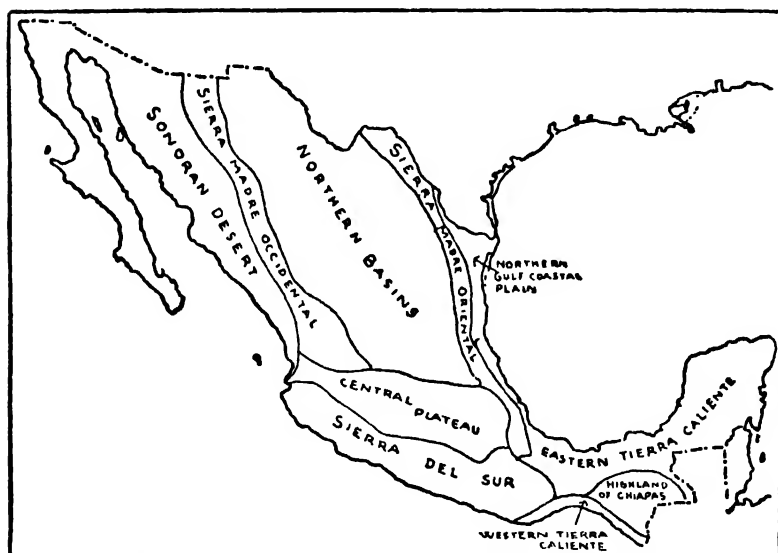 SONORAN DESERT
SIERRA MADRE OCCIDENTAL
NORTHERN BASINS
SIERRA MADRE ORIENTAL
NORTHERN
GULF COASTAL
PLAIN
CENTRAL
PLATEAU
SIERRA DEL SUR
EASTERN TIERRA CALIENTE
HIGHLAND
OF CHIAPAS
WESTERN TIERRA
CALIENTE